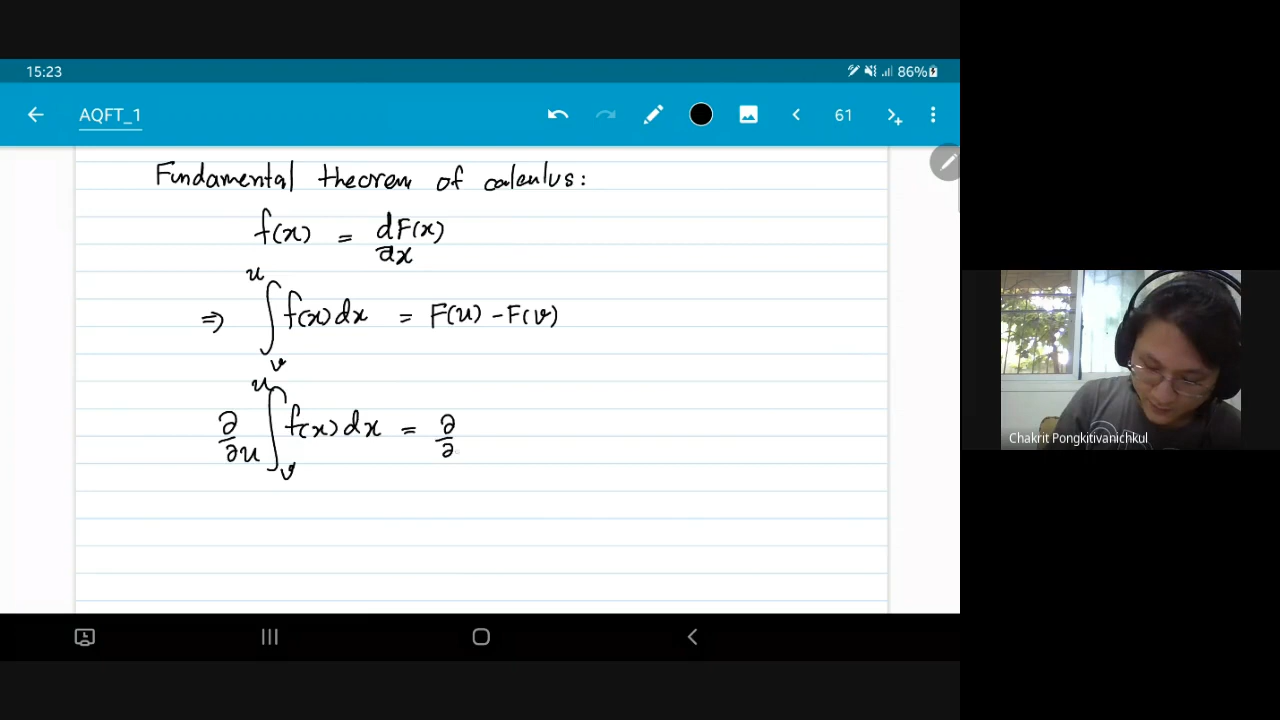 15:23 86%
AQFT_1 61
Fundamental theorem of calculus:
f(x) = dF(x)/dx
⇒ ∫_v^u f(x)dx = F(u) - F(v)
∂/∂u ∫_v^u f(x)dx = ∂/∂
Chakrit Pongkitivanichkul